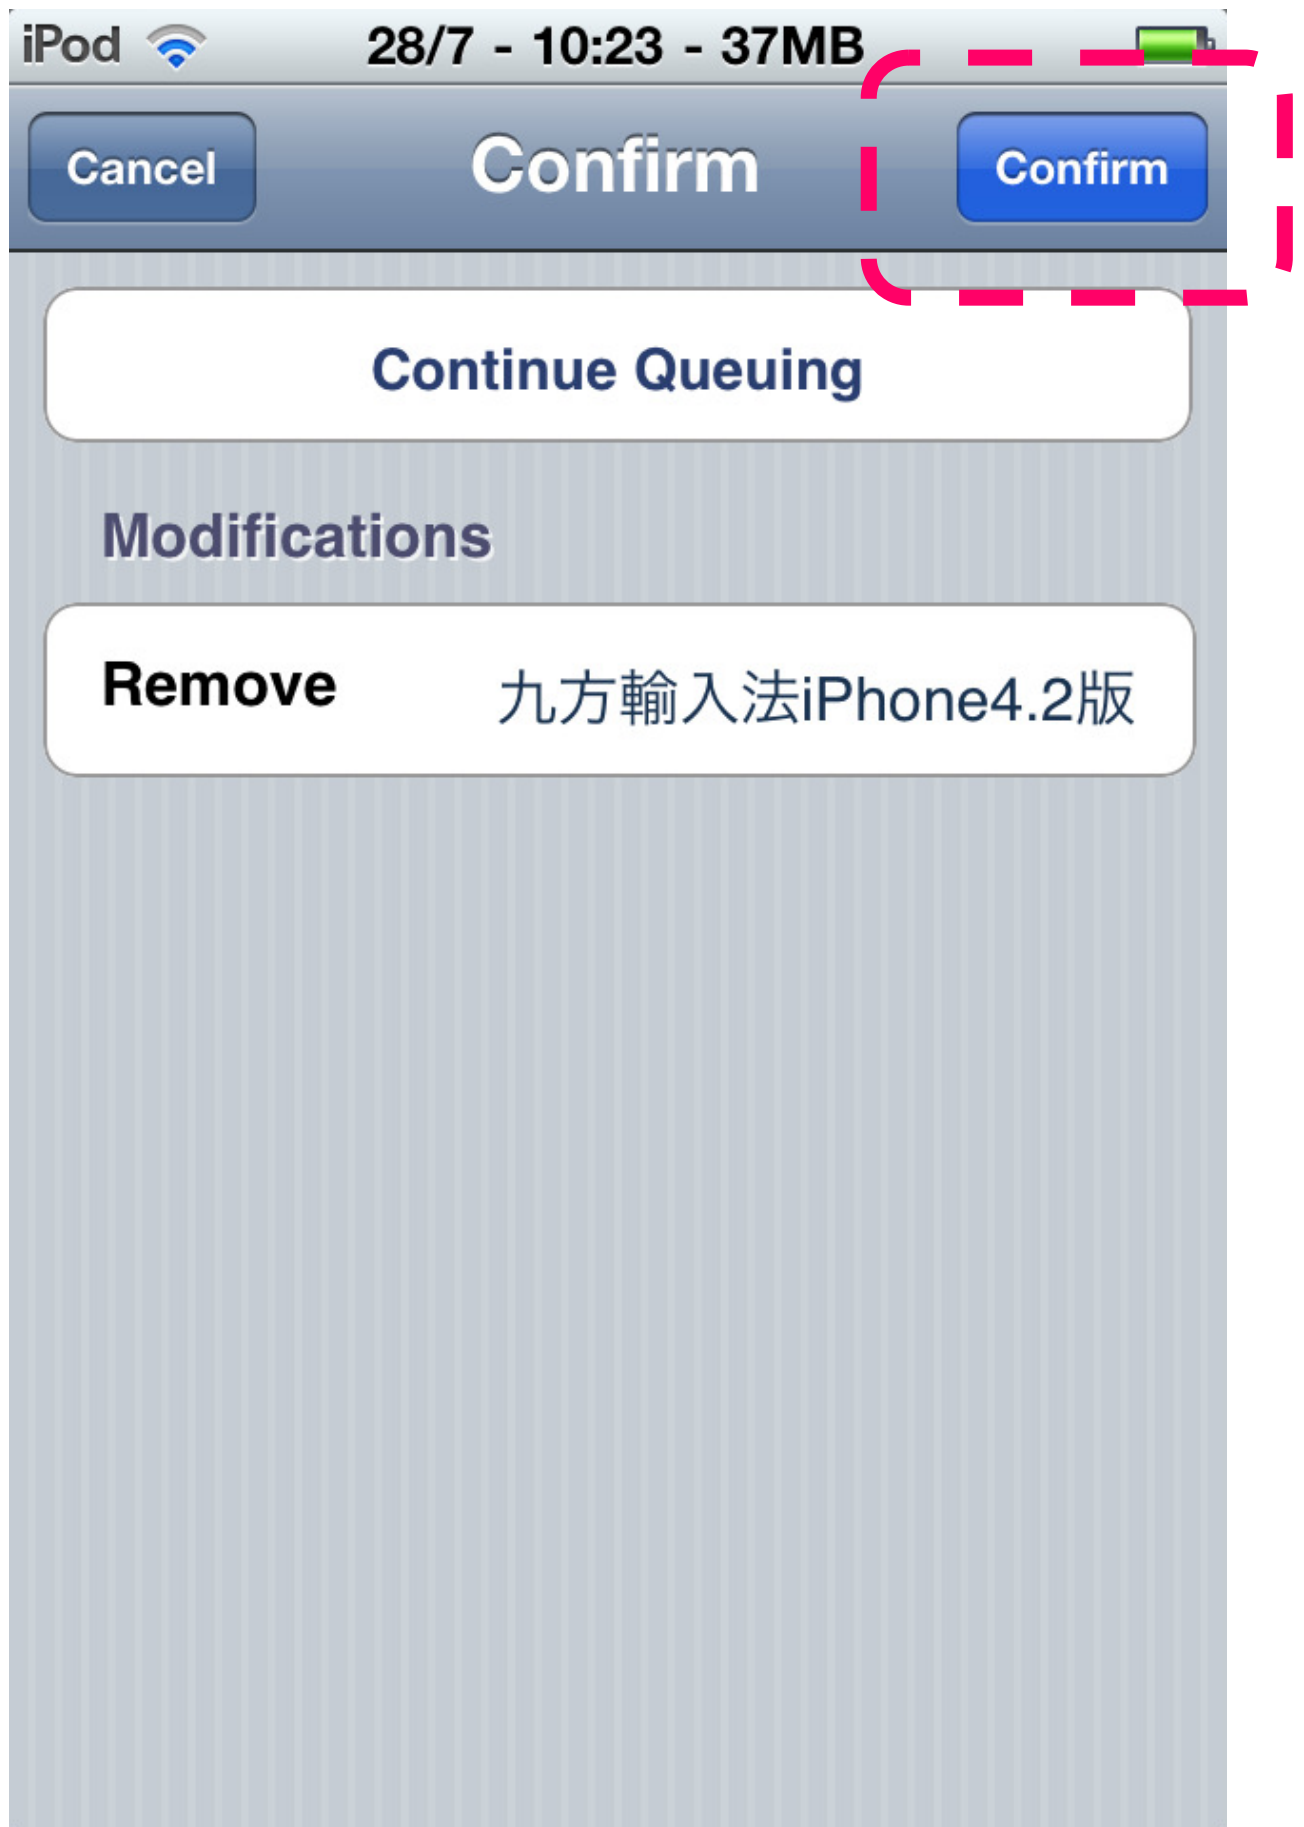 iPod 28/7 - 10:23 - 37MB
Cancel Confirm Confirm
Continue Queuing
Modifications
Remove 九方輸入法iPhone4.2版